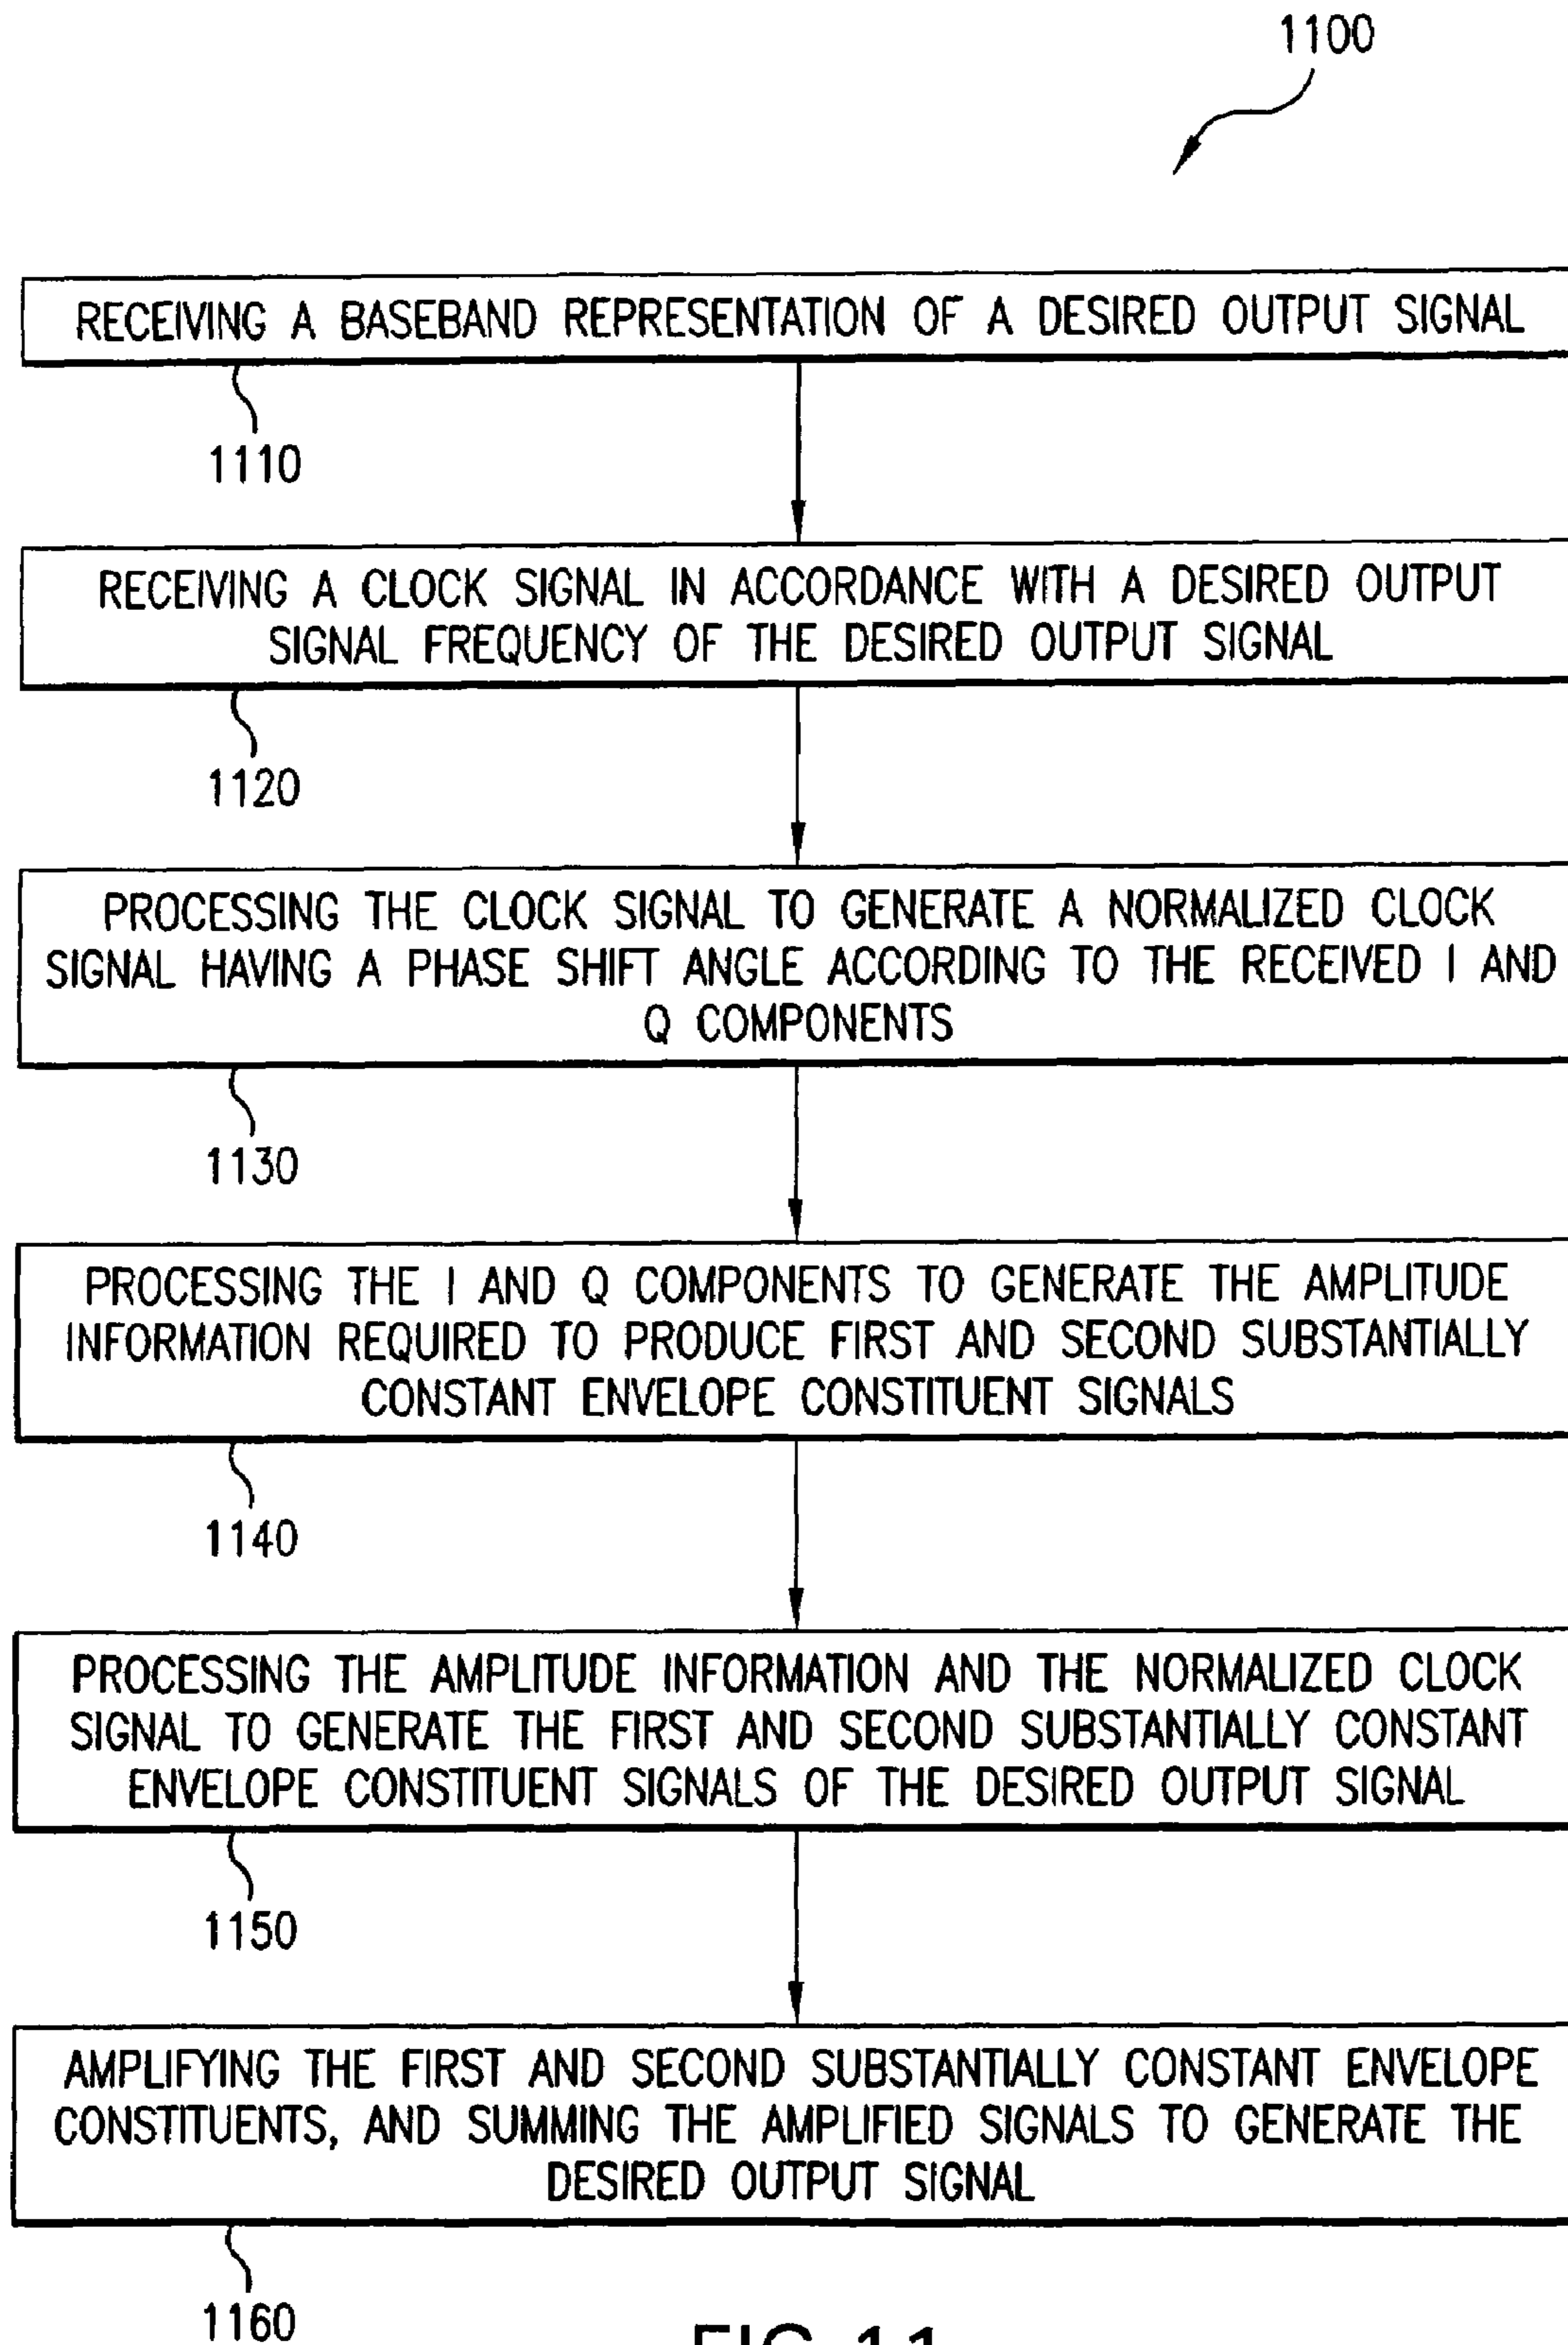 1100
RECEIVING A BASEBAND REPRESENTATION OF A DESIRED OUTPUT SIGNAL
1110
RECEIVING A CLOCK SIGNAL IN ACCORDANCE WITH A DESIRED OUTPUT
SIGNAL FREQUENCY OF THE DESIRED OUTPUT SIGNAL
1120
PROCESSING THE CLOCK SIGNAL TO GENERATE A NORMALIZED CLOCK
SIGNAL HAVING A PHASE SHIFT ANGLE ACCORDING TO THE RECEIVED I AND
Q COMPONENTS
1130
PROCESSING THE I AND Q COMPONENTS TO GENERATE THE AMPLITUDE
INFORMATION REQUIRED TO PRODUCE FIRST AND SECOND SUBSTANTIALLY
CONSTANT ENVELOPE CONSTITUENT SIGNALS
1140
PROCESSING THE AMPLITUDE INFORMATION AND THE NORMALIZED CLOCK
SIGNAL TO GENERATE THE FIRST AND SECOND SUBSTANTIALLY CONSTANT
ENVELOPE CONSTITUENT SIGNALS OF THE DESIRED OUTPUT SIGNAL
1150
AMPLIFYING THE FIRST AND SECOND SUBSTANTIALLY CONSTANT ENVELOPE
CONSTITUENTS, AND SUMMING THE AMPLIFIED SIGNALS TO GENERATE THE
DESIRED OUTPUT SIGNAL
1160
FIG. 11